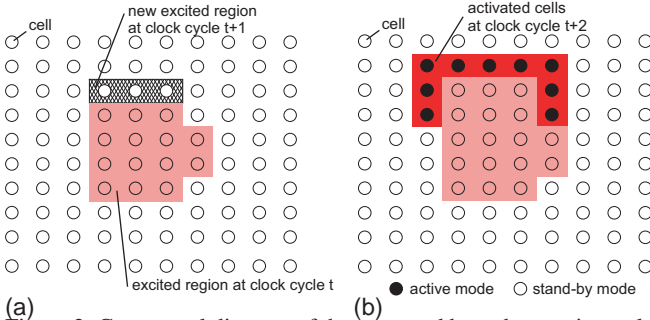 cell
new excited region
at clock cycle t+1
excited region at clock cycle t
(a)
cell
activated cells
at clock cycle t+2
active mode
stand-by mode
(b)